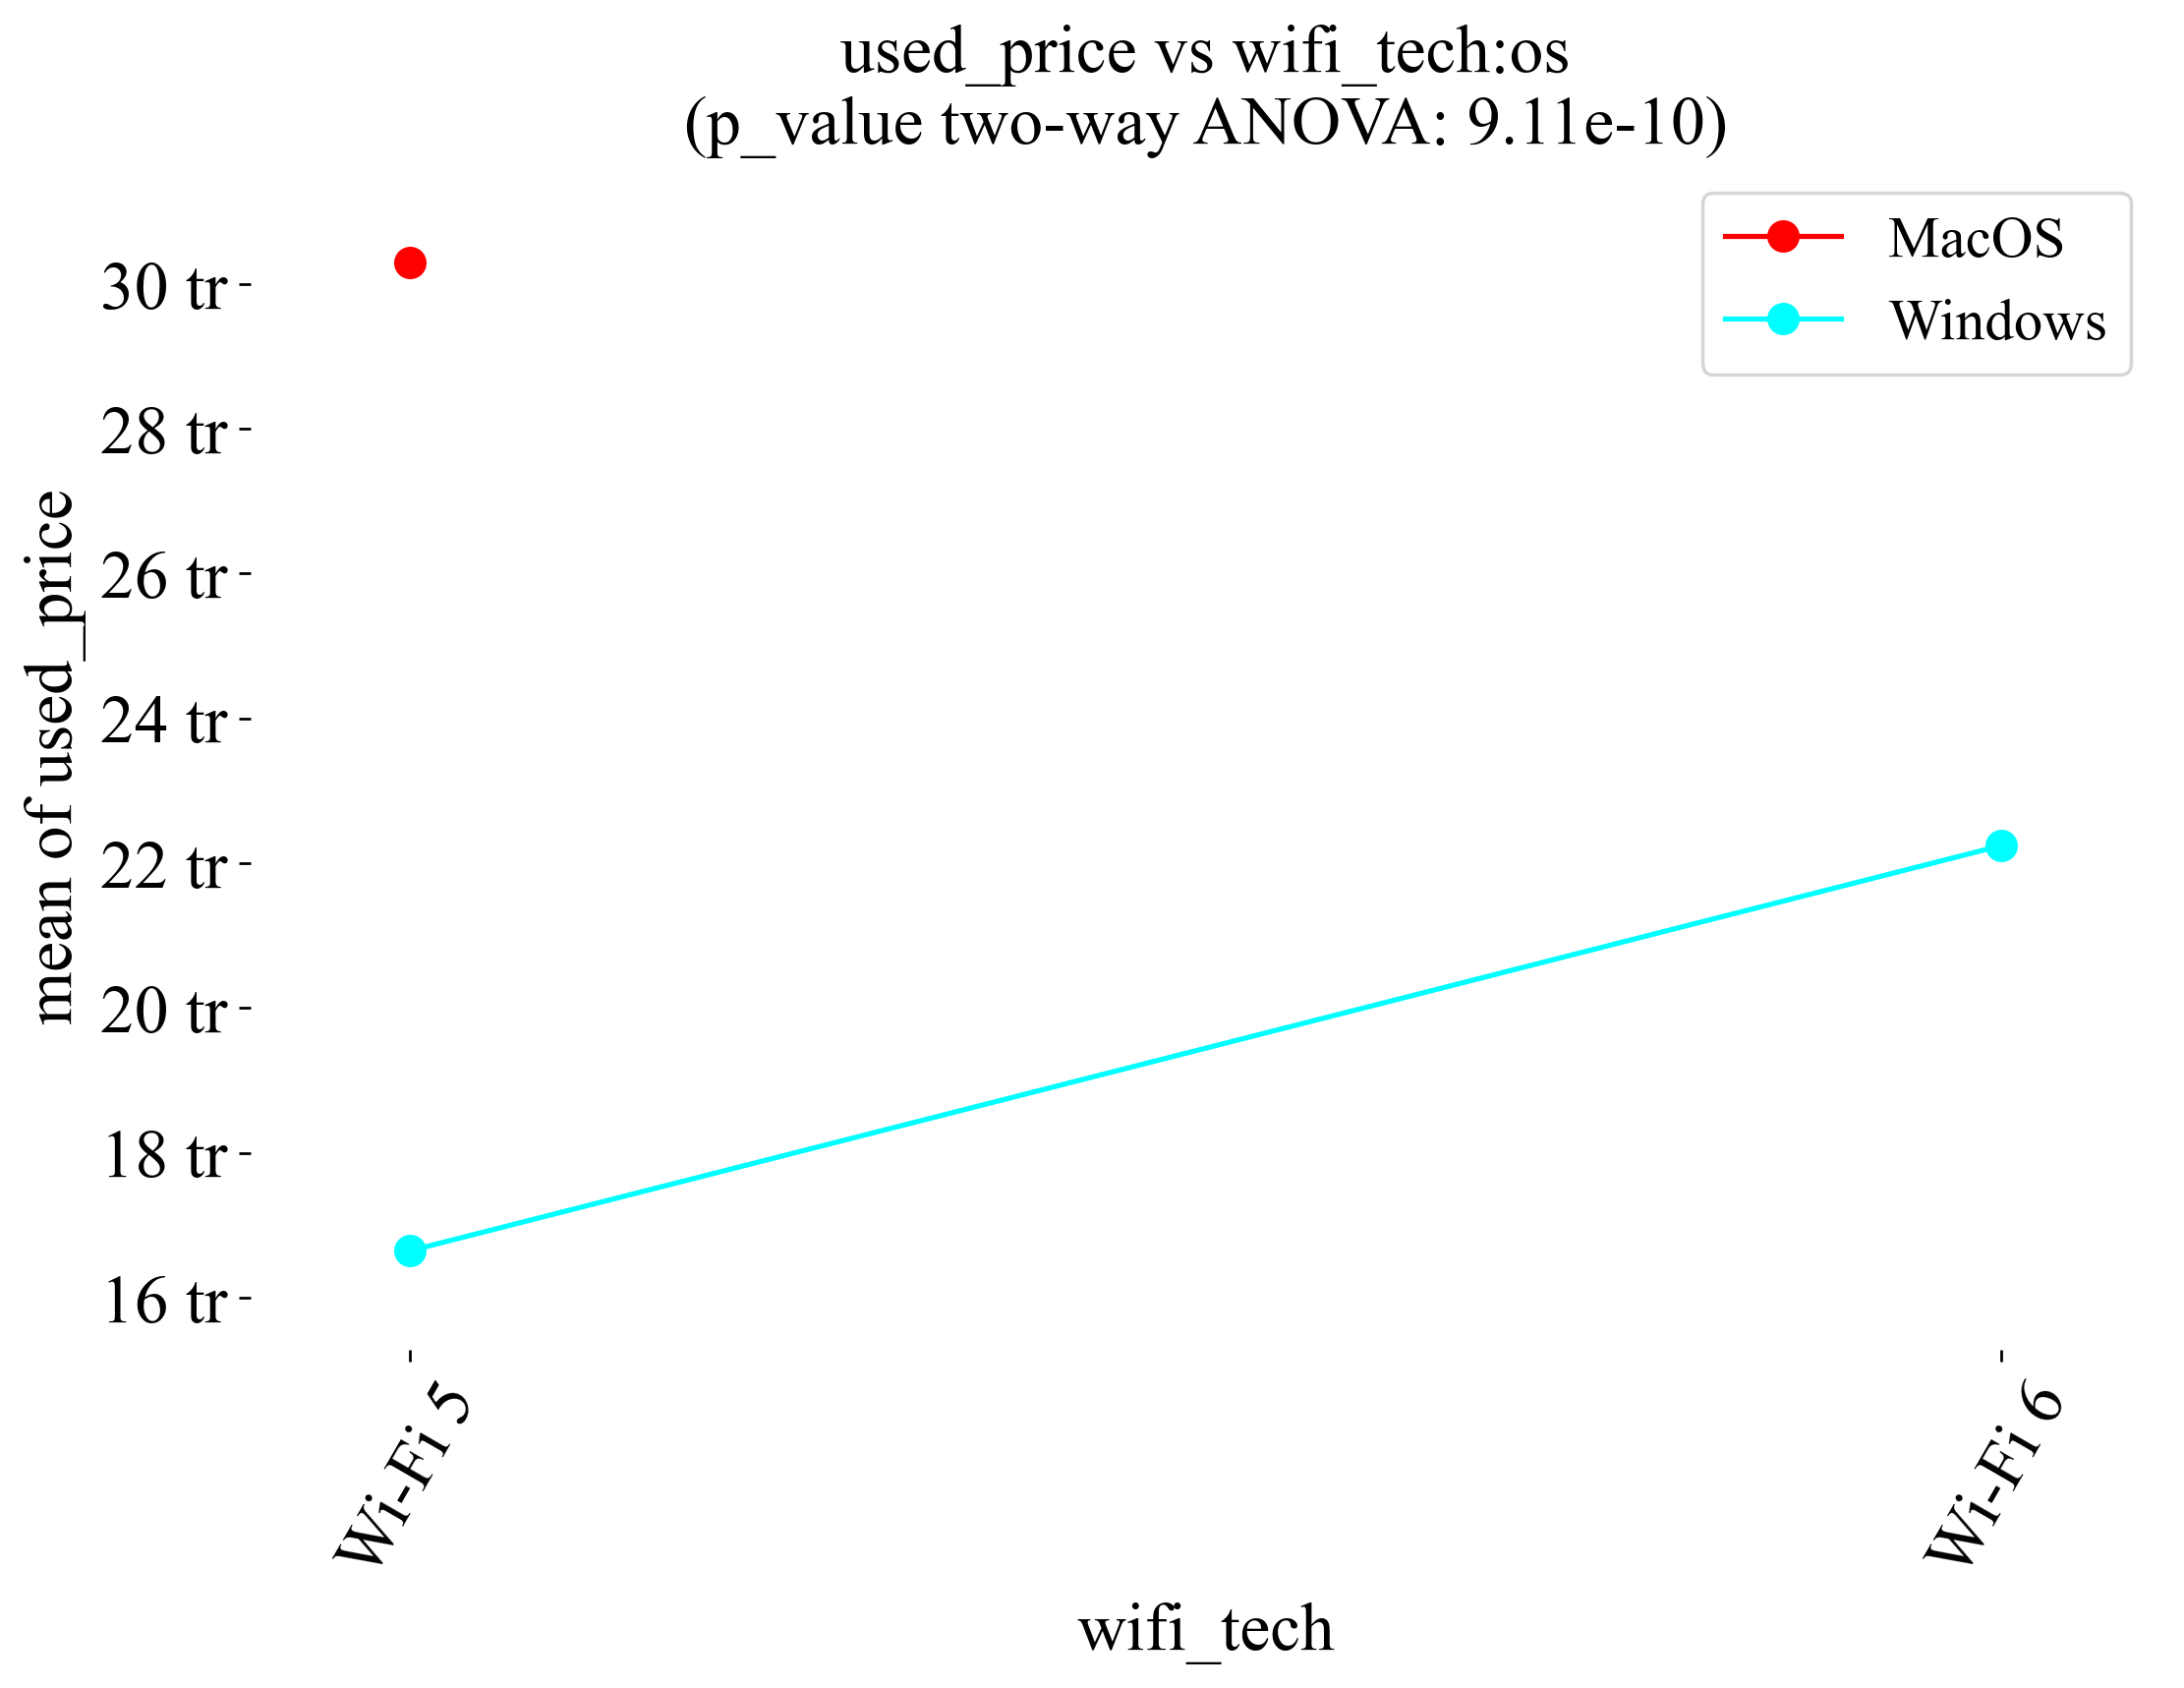 used_price vs wifi_tech:os
(p_value two-way ANOVA: 9.11e-10)
MacOS
Windows
mean of used_price
30 tr
28 tr
26 tr
24 tr
22 tr
20 tr
18 tr
16 tr
Wi-Fi 5
Wi-Fi 6
wifi_tech